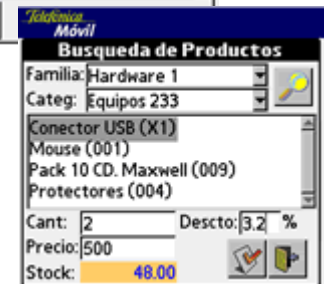 Telefónica
Móvil
Busqueda de Productos
Familia: Hardware 1
Categ: Equipos 233
Conector USB (X1)
Mouse (001)
Pack 10 CD. Maxwell (009)
Protectores (004)
Cant: 2 Descto: 3.2 %
Precio: 500
Stock: 48.00